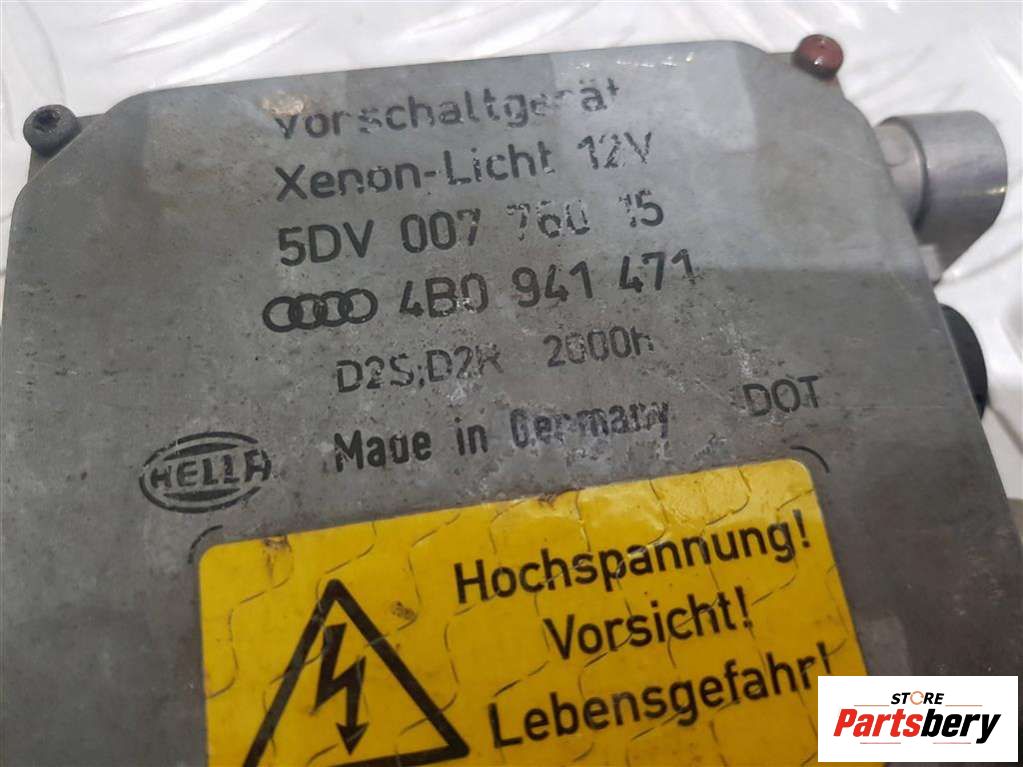 Vorschaltgerät
Xenon-Licht 12V
5DV 007 760 15
4B0 941 471
D2S;D2R 2000h
Made in Germany DOT
HELLA
Hochspannung!
Vorsicht!
Lebensgefahr!
STORE
Partsbery